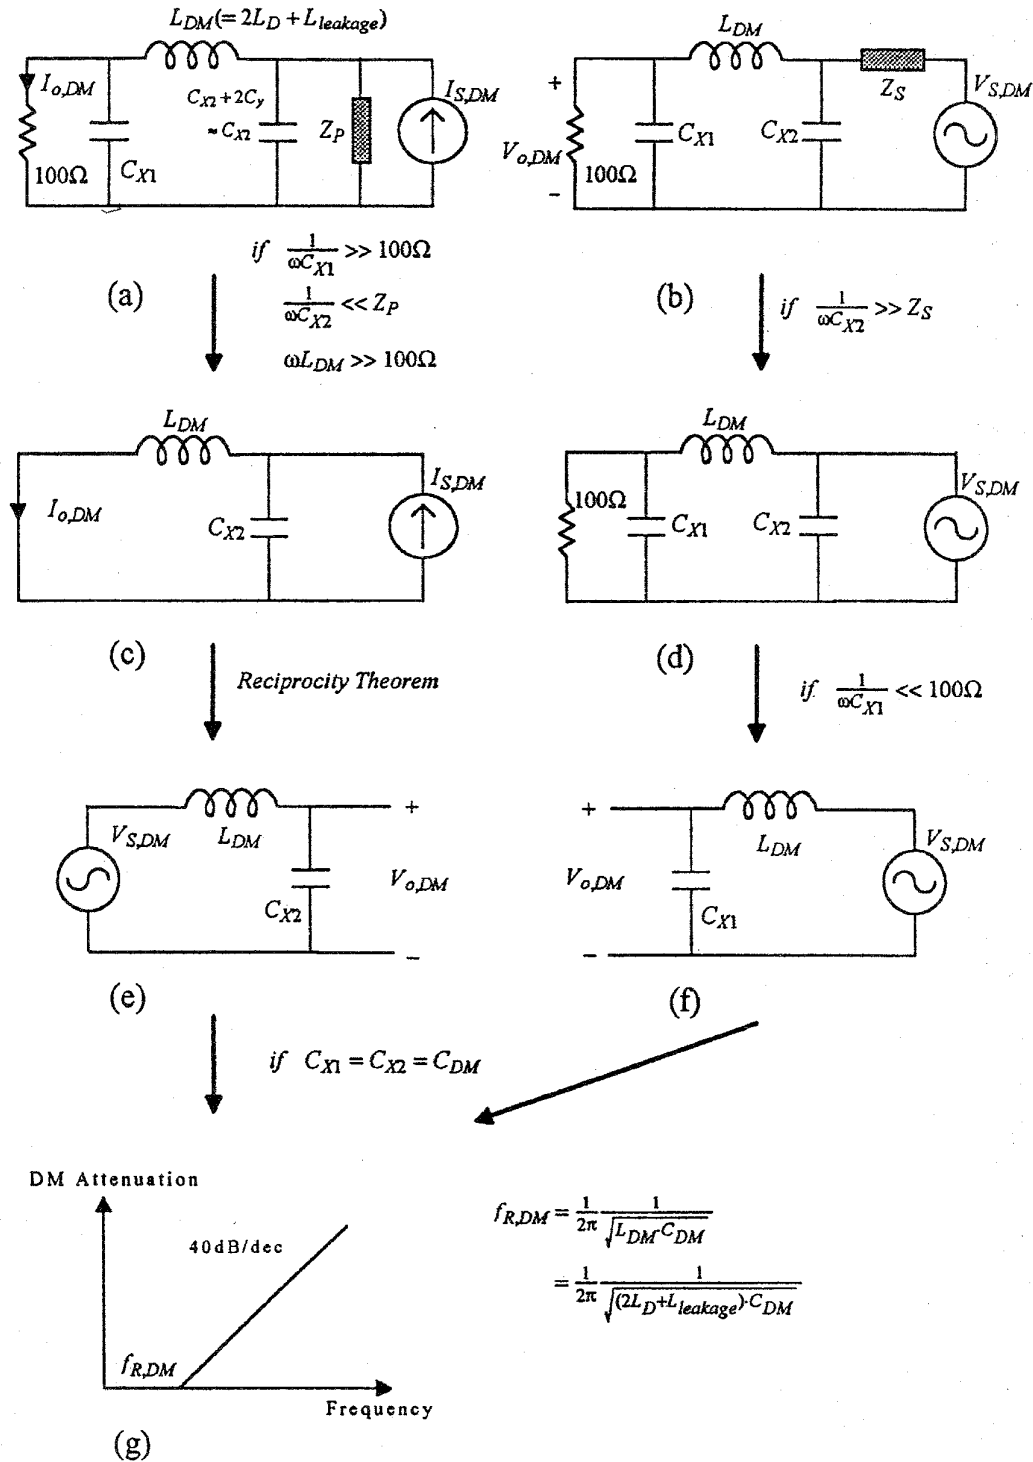 L_DM(=2L_D + L_leakage)
I_o,DM
100Ω
C_X1
C_X2+2C_y
≈ C_X2
Z_P
I_S,DM
if 1/ωC_X1 >> 100Ω
1/ωC_X2 << Z_P
ωL_DM >> 100Ω
(a)
L_DM
+
V_o,DM
−
100Ω
C_X1
C_X2
Z_S
V_S,DM
(b)
if 1/ωC_X2 >> Z_S
L_DM
I_o,DM
C_X2
I_S,DM
(c)
Reciprocity Theorem
L_DM
100Ω
C_X1
C_X2
V_S,DM
(d)
if 1/ωC_X1 << 100Ω
V_S,DM
L_DM
C_X2
+
V_o,DM
−
(e)
if C_X1 = C_X2 = C_DM
+
V_o,DM
−
C_X1
L_DM
V_S,DM
(f)
DM Attenuation
40dB/dec
f_R,DM
Frequency
(g)
f_R,DM = 1/2π 1/√(L_DM·C_DM)
= 1/2π 1/√((2L_D+L_leakage)·C_DM)